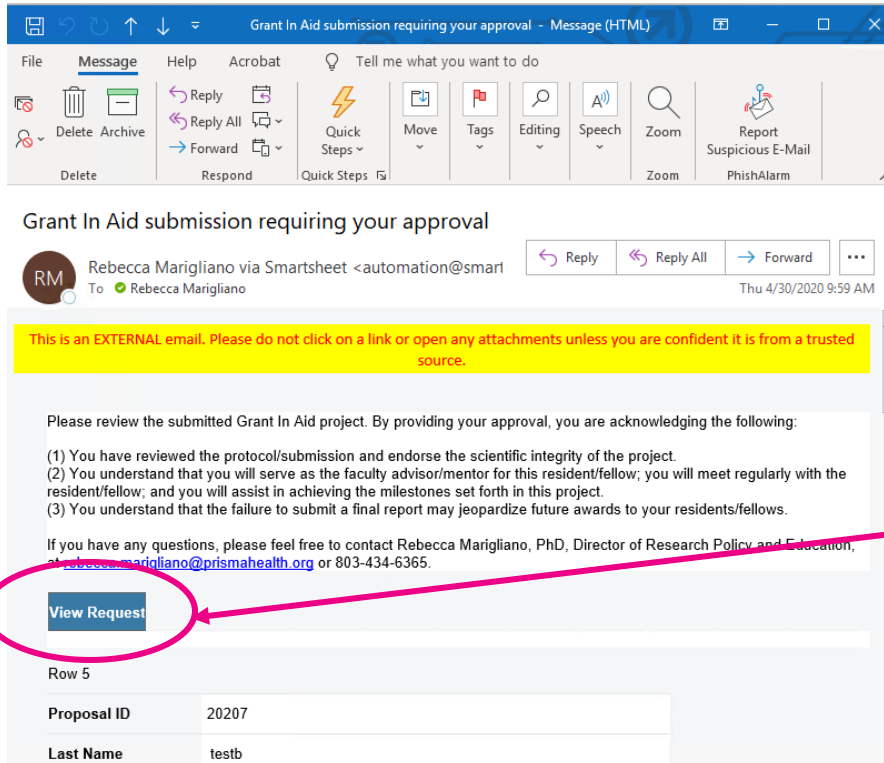 Grant In Aid submission requiring your approval - Message (HTML)
File Message Help Acrobat Tell me what you want to do
Delete Archive
Reply
Reply All
Forward
Quick Steps
Move
Tags
Editing
Speech
Zoom
Report Suspicious E-Mail
Delete Respond Quick Steps Zoom PhishAlarm
Grant In Aid submission requiring your approval
RM
Rebecca Marigliano via Smartsheet <automation@smart
To Rebecca Marigliano
Reply Reply All Forward
Thu 4/30/2020 9:59 AM
This is an EXTERNAL email. Please do not click on a link or open any attachments unless you are confident it is from a trusted
source.
Please review the submitted Grant In Aid project. By providing your approval, you are acknowledging the following:
(1) You have reviewed the protocol/submission and endorse the scientific integrity of the project.
(2) You understand that you will serve as the faculty advisor/mentor for this resident/fellow; you will meet regularly with the
resident/fellow; and you will assist in achieving the milestones set forth in this project.
(3) You understand that the failure to submit a final report may jeopardize future awards to your residents/fellows.
If you have any questions, please feel free to contact Rebecca Marigliano, PhD, Director of Research Policy and Education,
at rebecca.marigliano@prismahealth.org or 803-434-6365.
View Request
Row 5
Proposal ID 20207
Last Name testb